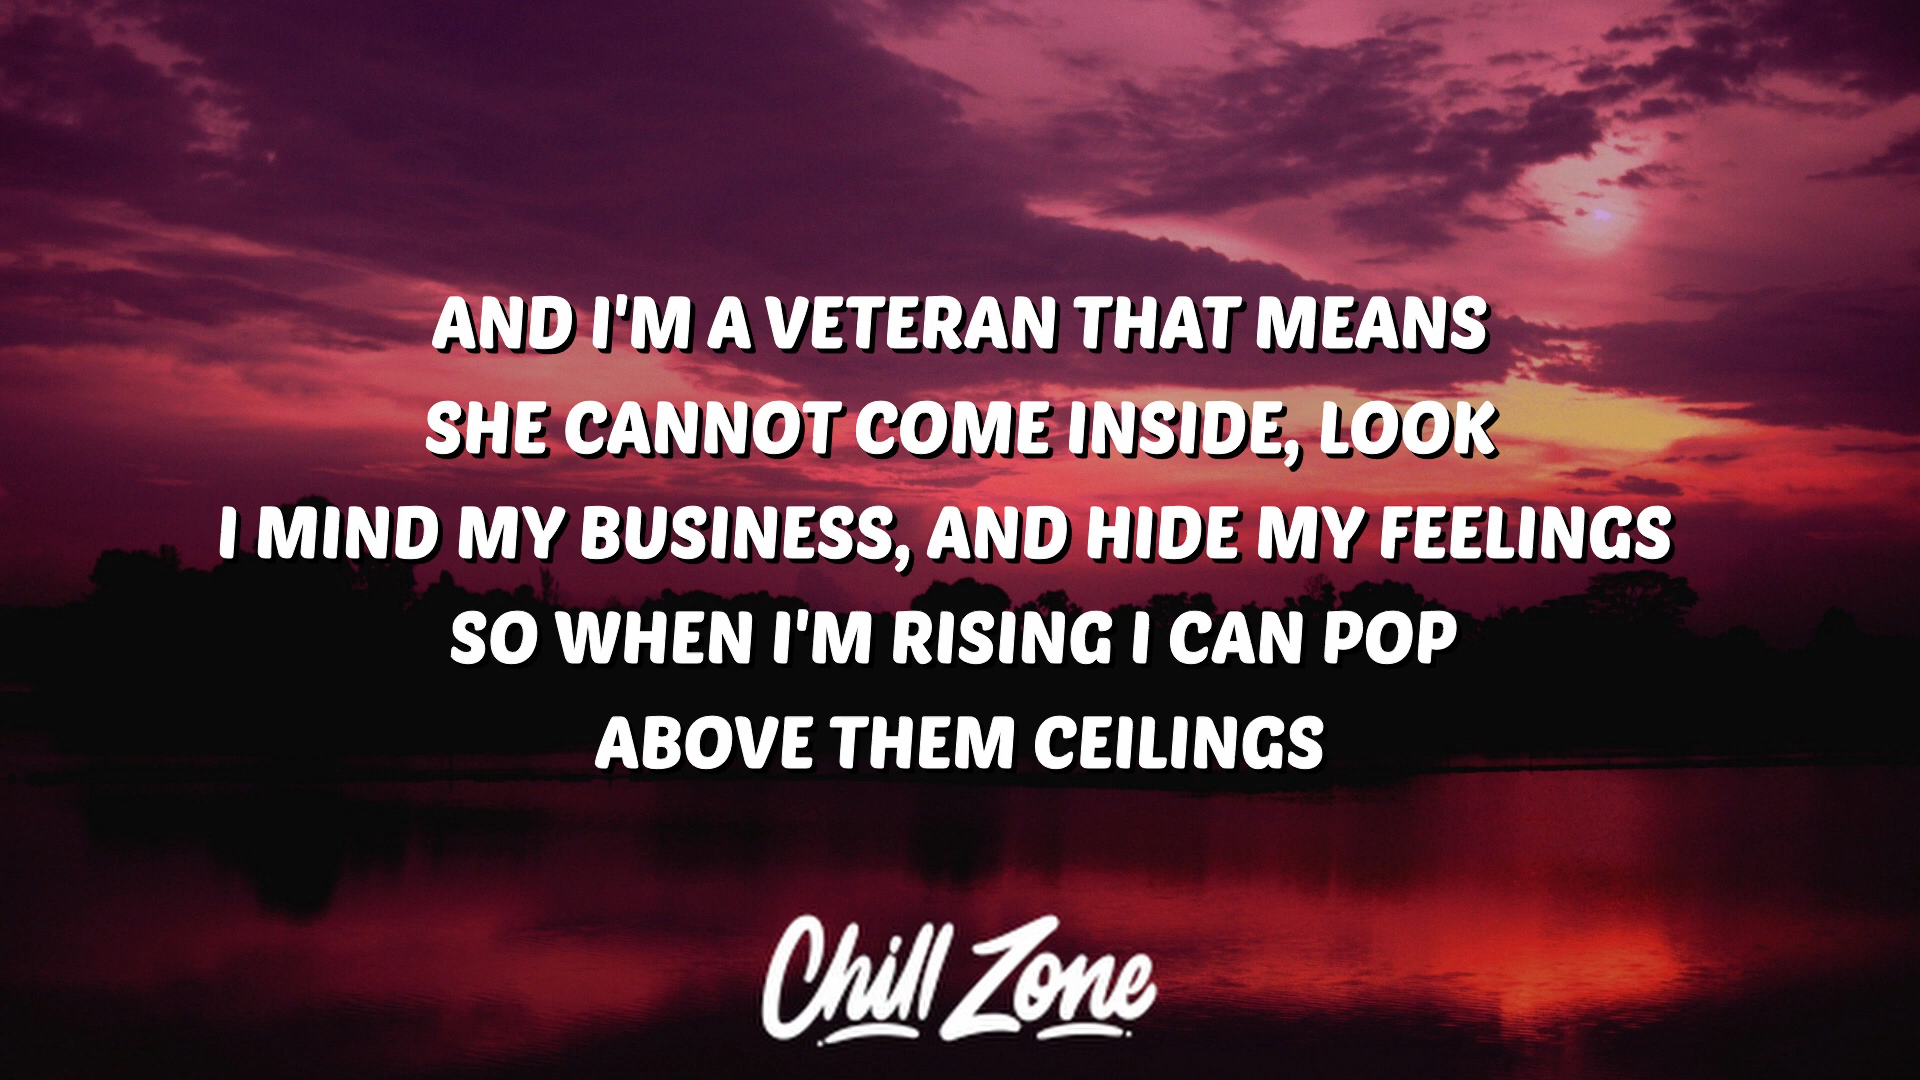 AND I'M A VETERAN THAT MEANS
SHE CANNOT COME INSIDE, LOOK
I MIND MY BUSINESS, AND HIDE MY FEELINGS
SO WHEN I'M RISING I CAN POP
ABOVE THEM CEILINGS
Chill Zone